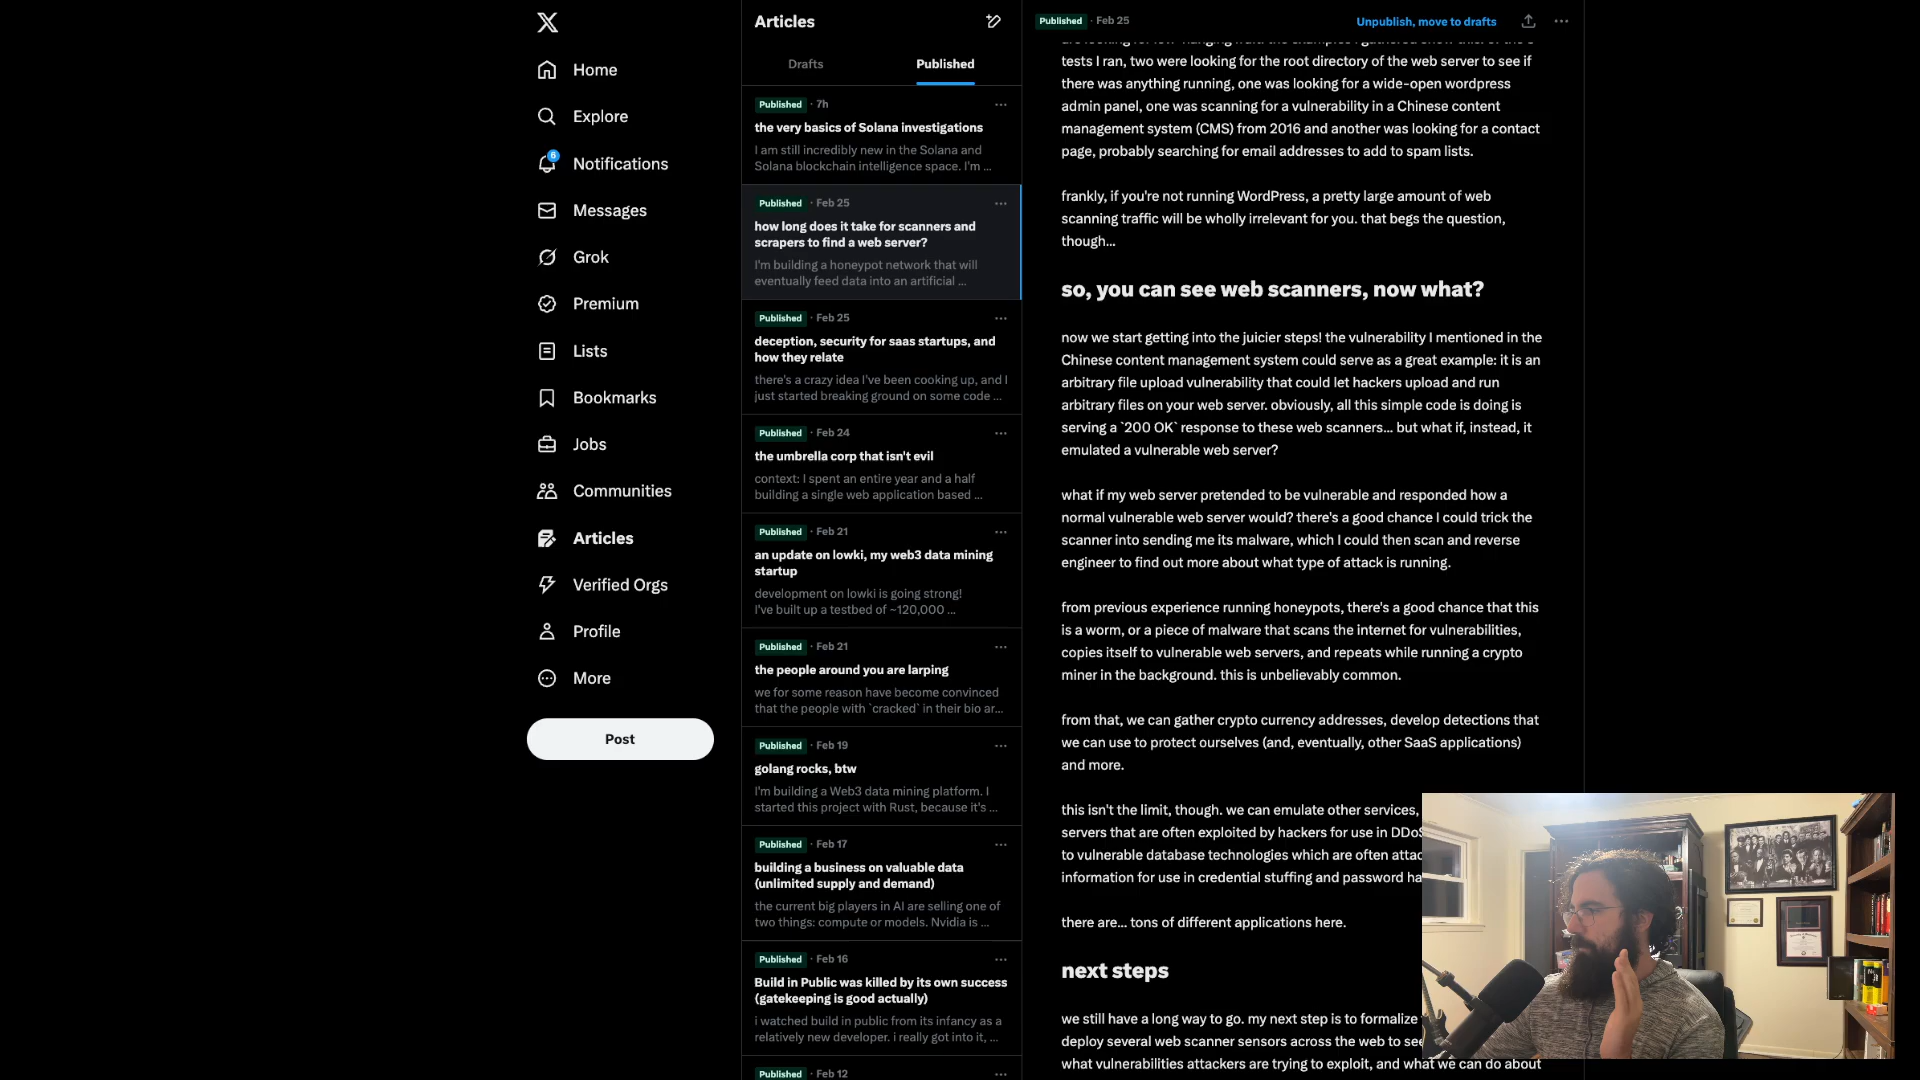 Home
Explore
6
Notifications
Messages
Grok
Premium
Lists
Bookmarks
Jobs
Communities
Articles
Verified Orgs
Profile
More
Post
Articles
Drafts
Published
Published · 7h
the very basics of Solana investigations
I am still incredibly new in the Solana and
Solana blockchain intelligence space. I'm ...
Published · Feb 25
how long does it take for scanners and
scrapers to find a web server?
I'm building a honeypot network that will
eventually feed data into an artificial ...
Published · Feb 25
deception, security for saas startups, and
how they relate
there's a crazy idea I've been cooking up, and I
just started breaking ground on some code ...
Published · Feb 24
the umbrella corp that isn't evil
context: I spent an entire year and a half
building a single web application based ...
Published · Feb 21
an update on lowki, my web3 data mining
startup
development on lowki is going strong!
I've built up a testbed of ~120,000 ...
Published · Feb 21
the people around you are larping
we for some reason have become convinced
that the people with `cracked` in their bio ar...
Published · Feb 19
golang rocks, btw
I'm building a Web3 data mining platform. I
started this project with Rust, because it's ...
Published · Feb 17
building a business on valuable data
(unlimited supply and demand)
the current big players in AI are selling one of
two things: compute or models. Nvidia is ...
Published · Feb 16
Build in Public was killed by its own success
(gatekeeping is good actually)
i watched build in public from its infancy as a
relatively new developer. i really got into it, ...
Published · Feb 12
Published · Feb 25
Unpublish, move to drafts
tests I ran, two were looking for the root directory of the web server to see if
there was anything running, one was looking for a wide-open wordpress
admin panel, one was scanning for a vulnerability in a Chinese content
management system (CMS) from 2016 and another was looking for a contact
page, probably searching for email addresses to add to spam lists.
frankly, if you're not running WordPress, a pretty large amount of web
scanning traffic will be wholly irrelevant for you. that begs the question,
though...
so, you can see web scanners, now what?
now we start getting into the juicier steps! the vulnerability I mentioned in the
Chinese content management system could serve as a great example: it is an
arbitrary file upload vulnerability that could let hackers upload and run
arbitrary files on your web server. obviously, all this simple code is doing is
serving a `200 OK` response to these web scanners... but what if, instead, it
emulated a vulnerable web server?
what if my web server pretended to be vulnerable and responded how a
normal vulnerable web server would? there's a good chance I could trick the
scanner into sending me its malware, which I could then scan and reverse
engineer to find out more about what type of attack is running.
from previous experience running honeypots, there's a good chance that this
is a worm, or a piece of malware that scans the internet for vulnerabilities,
copies itself to vulnerable web servers, and repeats while running a crypto
miner in the background. this is unbelievably common.
from that, we can gather crypto currency addresses, develop detections that
we can use to protect ourselves (and, eventually, other SaaS applications)
and more.
this isn't the limit, though. we can emulate other services,
servers that are often exploited by hackers for use in DDoS
to vulnerable database technologies which are often attac
information for use in credential stuffing and password ha
there are... tons of different applications here.
next steps
we still have a long way to go. my next step is to formalize
deploy several web scanner sensors across the web to see
what vulnerabilities attackers are trying to exploit, and what we can do about